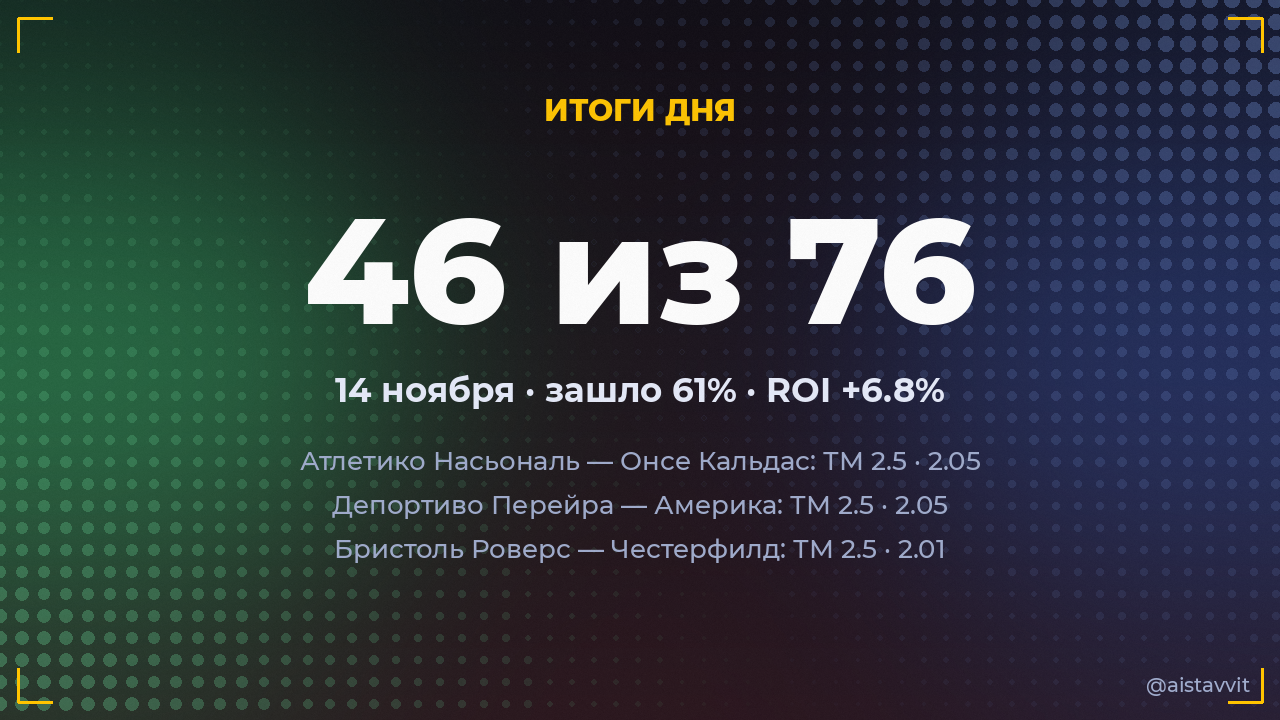 ИТОГИ ДНЯ
46 из 76
14 ноября · зашло 61% · ROI +6.8%
Атлетико Насьональ — Онсе Кальдас: ТМ 2.5 · 2.05
Депортиво Перейра — Америка: ТМ 2.5 · 2.05
Бристоль Роверс — Честерфилд: ТМ 2.5 · 2.01
@aistavvit